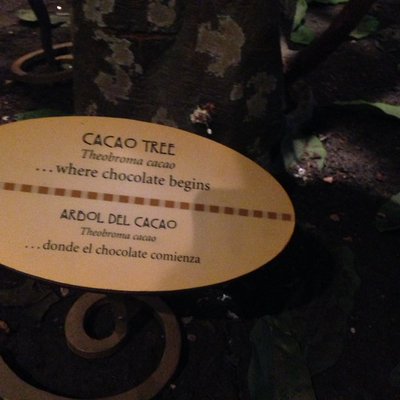 CACAO TREE
Theobroma cacao
...where chocolate begins
ARBOL DEL CACAO
Theobroma cacao
...donde el chocolate comienza